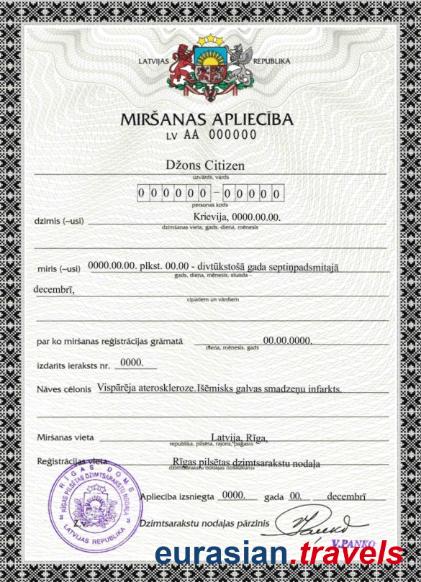 LATVIJAS REPUBLIKA
MIRŠANAS APLIECĪBA
LV AA 000000
Džons Citizen
uzvārds, vārds
000000-00000
personas kods
dzimis (–usi) Krievija, 0000.00.00.
dzimšanas vieta, gads, diena, mēnesis
miris (–usi) 0000.00.00. plkst. 00.00 - divtūkstošā gada septiņpadsmitajā
gads, diena, mēnesis, stunda –
decembrī,
cipariem un vārdiem
par ko miršanas reģistrācijas grāmatā 00.00.0000.
diena, mēnesis, gads
izdarīts ieraksts nr. 0000.
Nāves cēlonis Vispārēja ateroskleroze. Išēmisks galvas smadzeņu infarkts.
Miršanas vieta Latvija, Rīga,
republika, pilsēta, rajons, pagasts
Reģistrācijas vieta Rīgas pilsētas dzimtsarakstu nodaļa
dzimtsarakstu nodaļas nosaukums
RĪGAS DOME
RĪGAS PILSĒTAS DZIMTSARAKSTU NODAĻA
LATVIJAS REPUBLIKA
Apliecība izsniegta 0000. gada 00. decembrī
Z.v. Dzimtsarakstu nodaļas pārzinis
V.PANKO
eurasian.travels